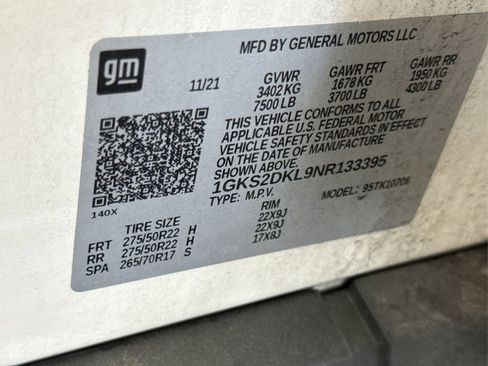 gm
MFD BY GENERAL MOTORS LLC
11/21 GVWR GAWR FRT GAWR RR
3402 KG 1678 KG 1950 KG
7500 LB 3700 LB 4300 LB
THIS VEHICLE CONFORMS TO ALL
APPLICABLE U.S. FEDERAL MOTOR
VEHICLE SAFETY STANDARDS IN EFFECT
ON THE DATE OF MANUFACTURE
SHOWN ABOVE.
1GKS2DKL9NR133395
TYPE: M.P.V. MODEL: 95TK10706
140X
TIRE SIZE RIM
FRT 275/50R22 H 22X9J
RR 275/50R22 H 22X9J
SPA 265/70R17 S 17X8J